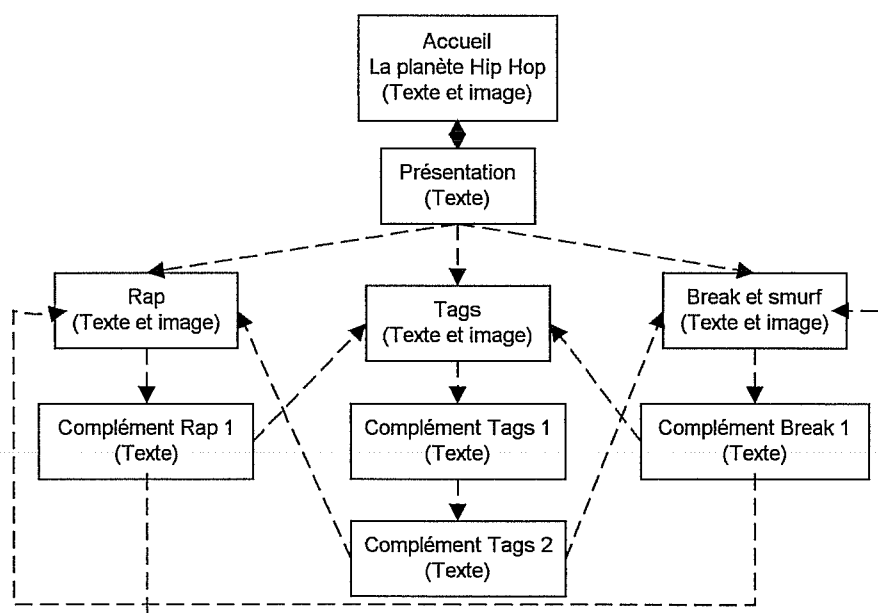 Accueil
La planète Hip Hop
(Texte et image)
Présentation
(Texte)
Rap
(Texte et image)
Tags
(Texte et image)
Break et smurf
(Texte et image)
Complément Rap 1
(Texte)
Complément Tags 1
(Texte)
Complément Break 1
(Texte)
Complément Tags 2
(Texte)